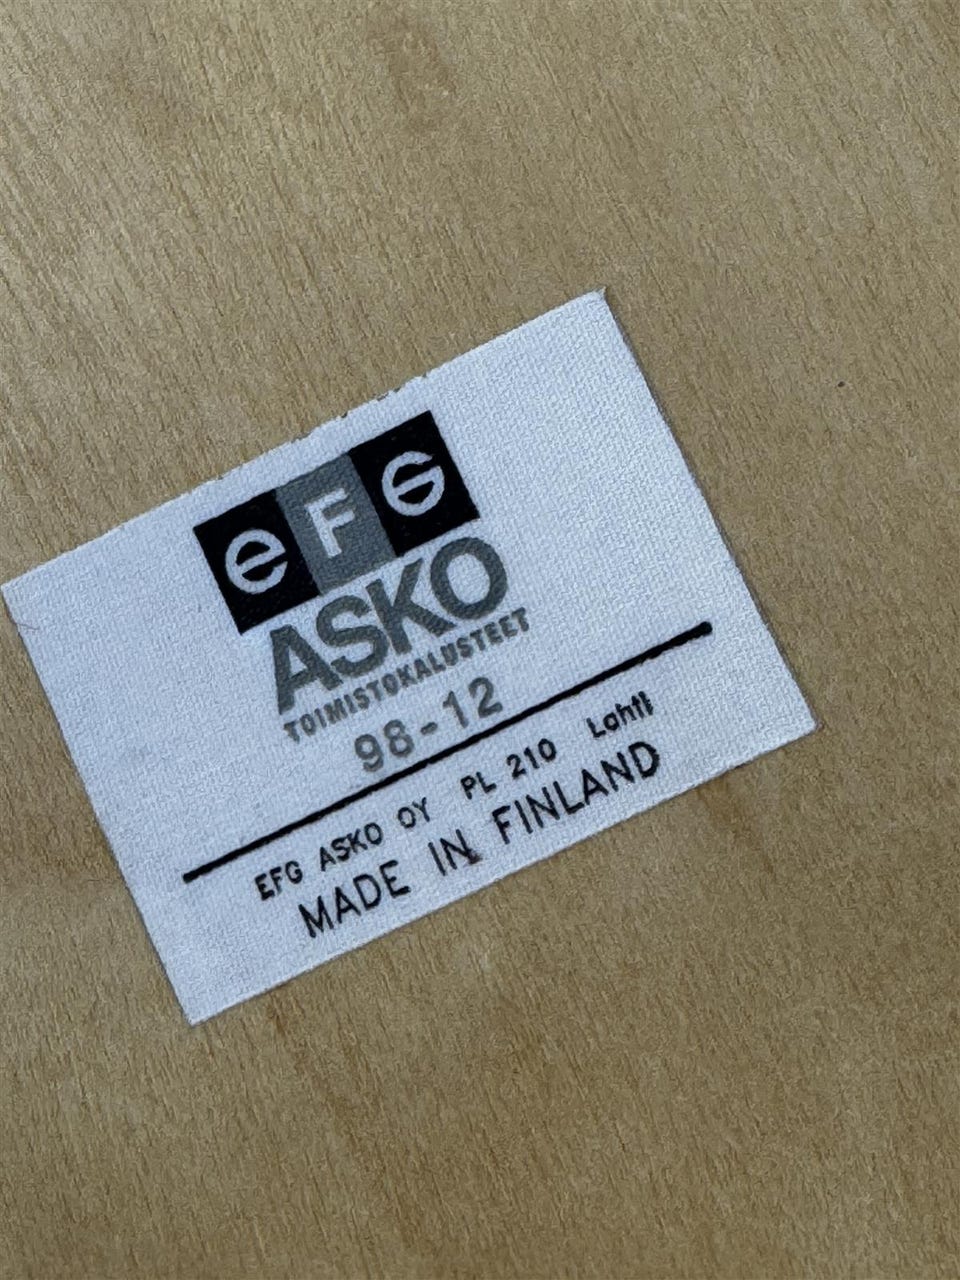 eFG
ASKO
TOIMISTOKALUSTEET
98-12
EFG ASKO OY PL 210 Lahti
MADE IN FINLAND